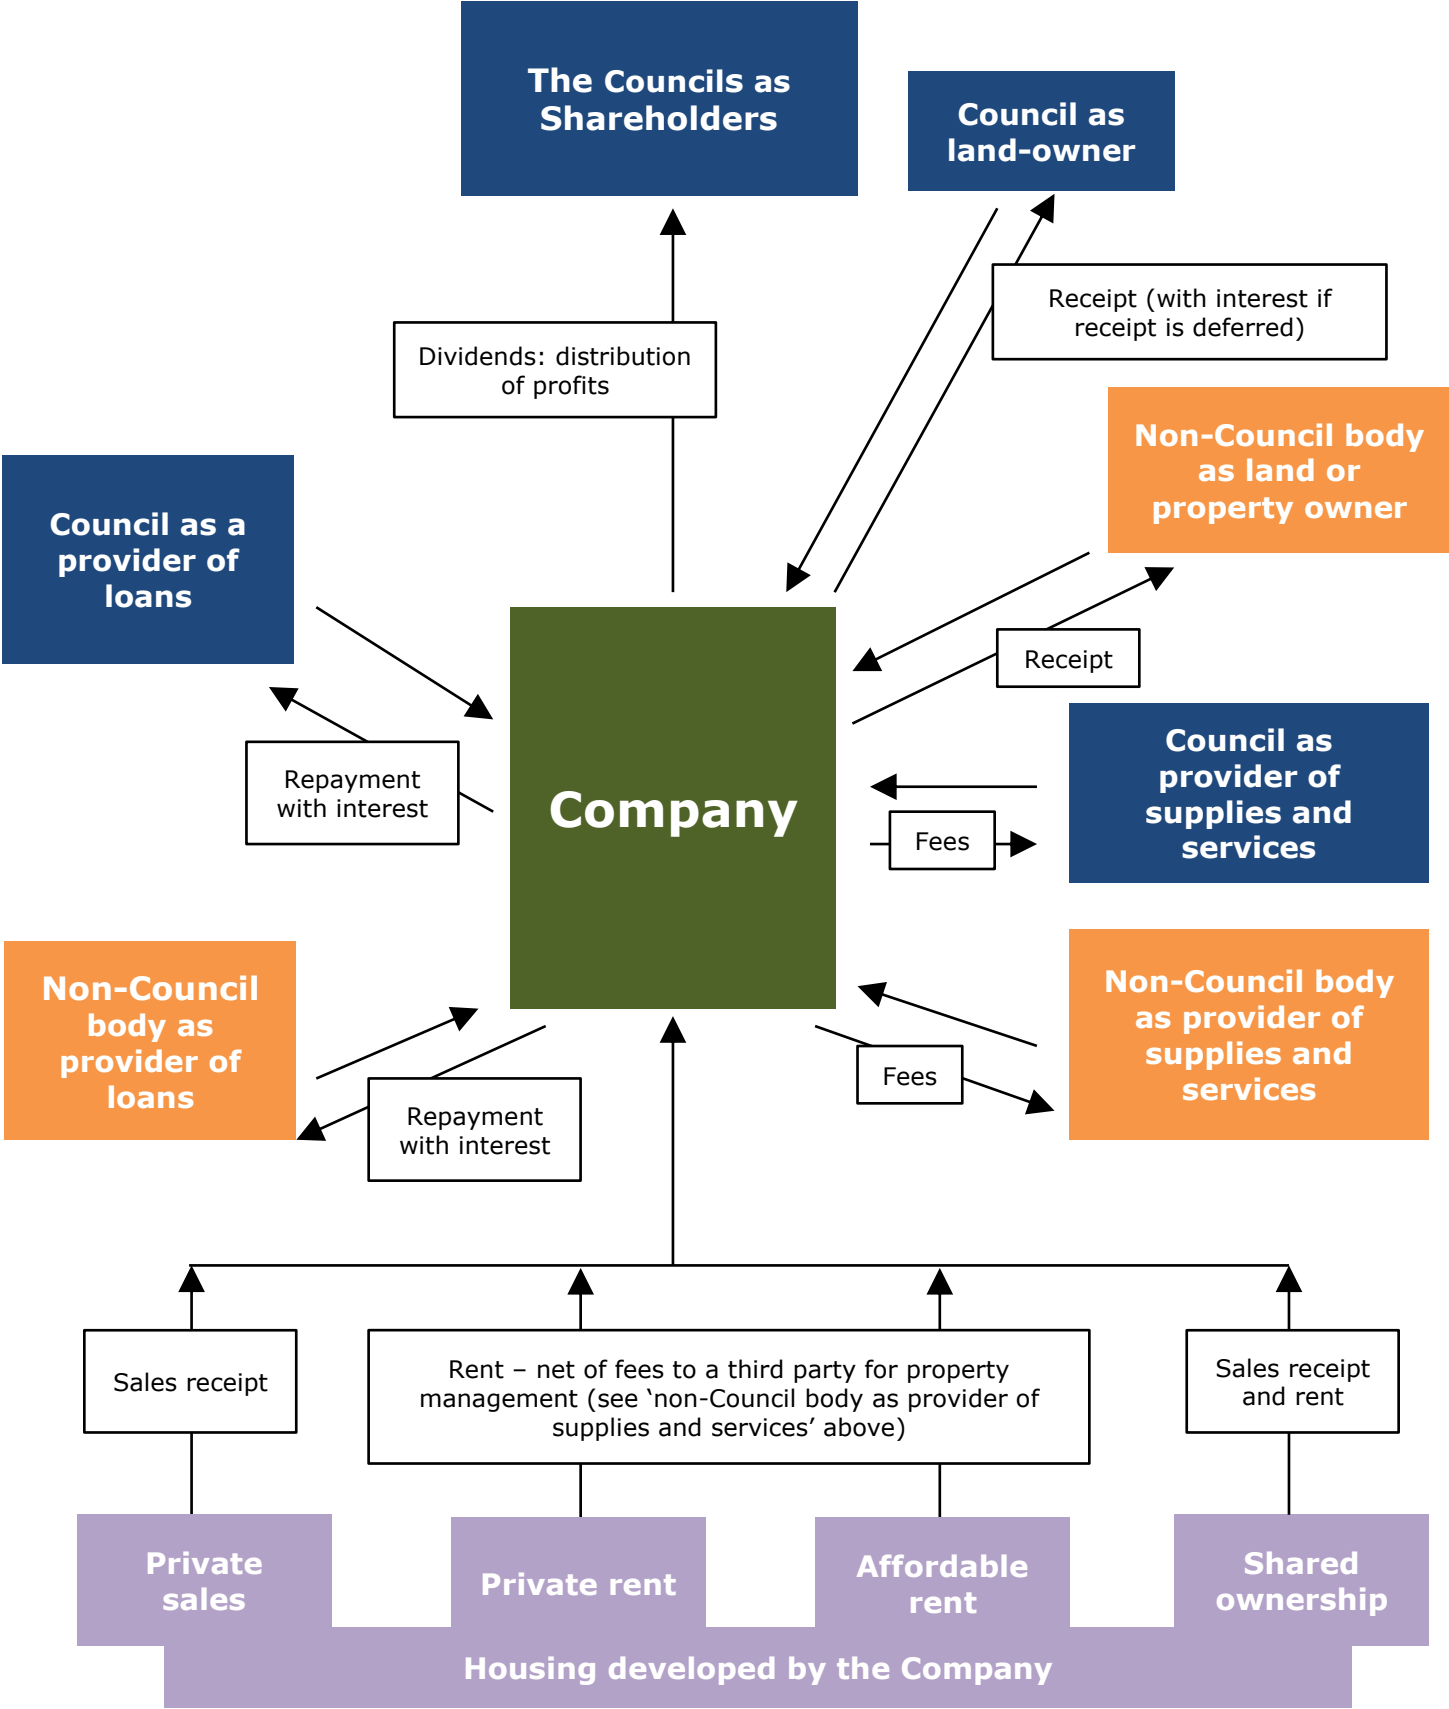 The Councils as
Shareholders
Council as
land-owner
Receipt (with interest if
receipt is deferred)
Dividends: distribution
of profits
Non-Council body
as land or
property owner
Council as a
provider of
loans
Receipt
Repayment
with interest
Company
Council as
provider of
supplies and
services
Fees
Non-Council
body as
provider of
loans
Non-Council body
as provider of
supplies and
services
Fees
Repayment
with interest
Sales receipt
Rent – net of fees to a third party for property
management (see ‘non-Council body as provider of
supplies and services’ above)
Sales receipt
and rent
Private
sales
Private rent
Affordable
rent
Shared
ownership
Housing developed by the Company